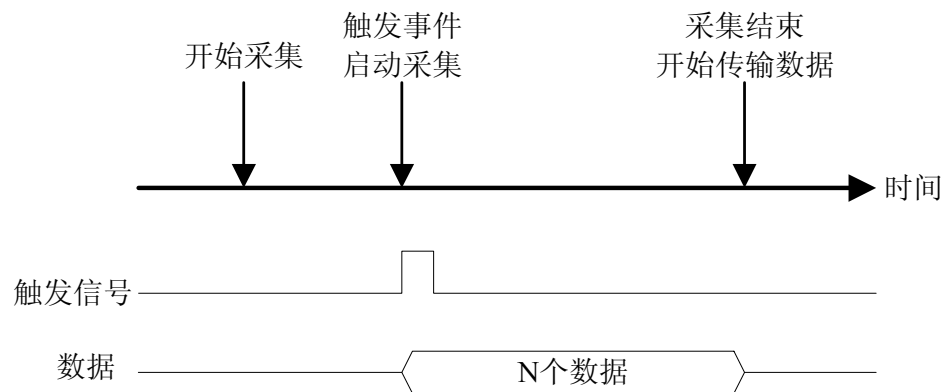 开始采集
触发事件
启动采集
采集结束
开始传输数据
时间
触发信号
数据
N个数据